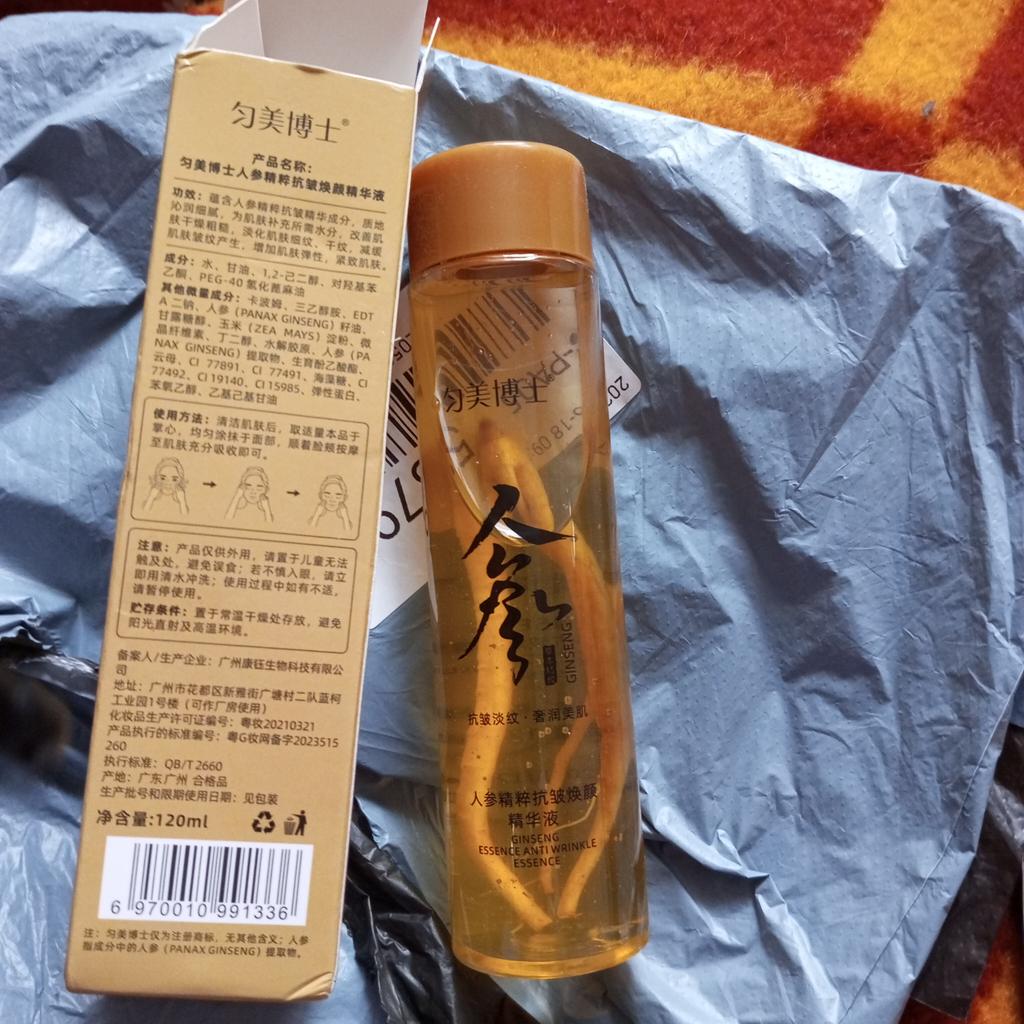 匀美博士®
产品名称:
匀美博士人参精粹抗皱焕颜精华液
功效: 蕴含人参精粹抗皱精华成分, 质地
沁润细腻, 为肌肤补充所需水分, 改善肌
肤干燥粗糙, 淡化肌肤细纹、干纹, 减缓
肌肤皱纹产生, 增加肌肤弹性, 紧致肌肤。
成分: 水、甘油、1,2-己二醇、对羟基苯
乙酮、PEG-40 氢化蓖麻油
其他微量成分: 卡波姆、三乙醇胺、EDT
A 二钠、人参 (PANAX GINSENG) 籽油、
甘露糖醇、玉米 (ZEA MAYS) 淀粉、微
晶纤维素、丁二醇、水解胶原、人参 (PA
NAX GINSENG) 提取物、生育酚乙酸酯、
云母、CI 77891、CI 77491、海藻糖、CI
77492、CI 19140、CI 15985、弹性蛋白、
苯氧乙醇、乙基己基甘油
使用方法: 清洁肌肤后, 取适量本品于
掌心, 均匀涂抹于面部, 顺着脸颊按摩
至肌肤充分吸收即可。
注意: 产品仅供外用, 请置于儿童无法
触及处, 避免误食; 若不慎入眼, 请立
即用清水冲洗; 使用过程中如有不适,
请暂停使用。
贮存条件: 置于常温干燥处存放, 避免
阳光直射及高温环境。
备案人/生产企业: 广州康钰生物科技有限公
司
地址: 广州市花都区新雅街广塘村二队蓝柯
工业园1号楼 (可作厂房使用)
化妆品生产许可证编号: 粤妆20210321
产品执行的标准编号: 粤G妆网备字2023515
260
执行标准: QB/T 2660
产地: 广东广州 合格品
生产批号和限期使用日期: 见包装
净含量:120ml
6 970010 991336
注: 匀美博士仅为注册商标, 无其他含义; 人参
指成分中的人参 (PANAX GINSENG) 提取物。
匀美博士
人参
GINSENG
抗皱淡纹·奢润美肌
人参精粹抗皱焕颜
精华液
GINSENG
ESSENCE ANTI WRINKLE
ESSENCE